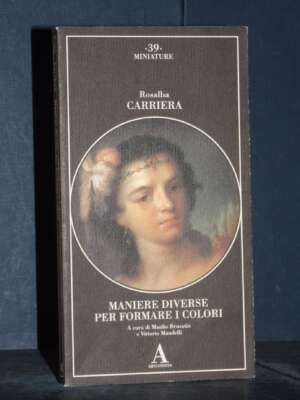 -39-
MINIATURE
Rosalba
CARRIERA
MANIERE DIVERSE
PER FORMARE I COLORI
A cura di Manlio Brusatin
e Vittorio Mandelli
A
ABSCONDITA